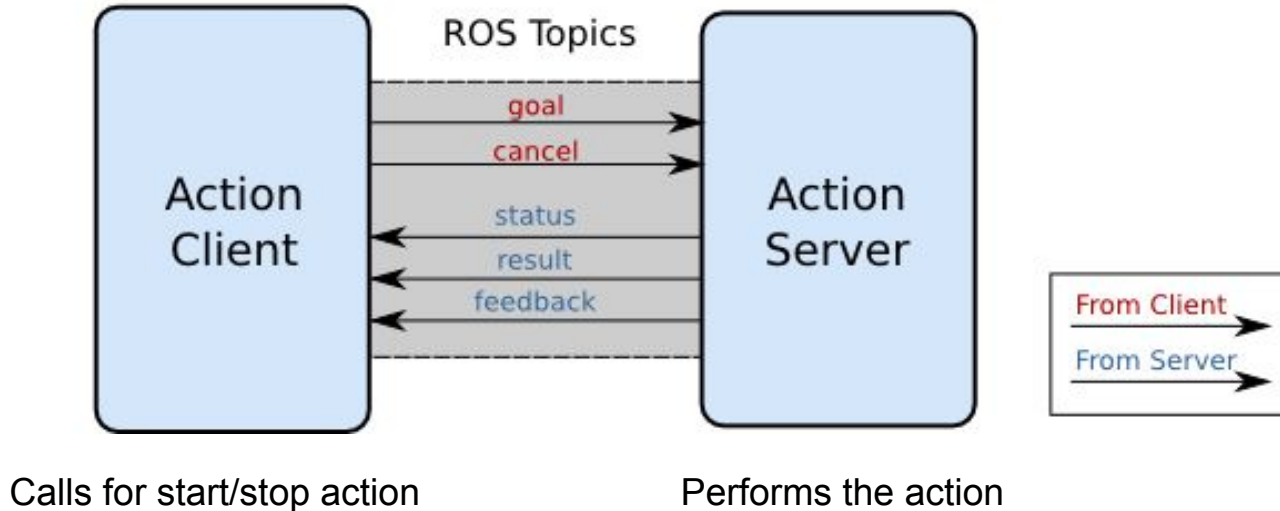 ROS Topics
goal
cancel
Action
Client
status
result
feedback
Action
Server
From Client
From Server
Calls for start/stop action
Performs the action